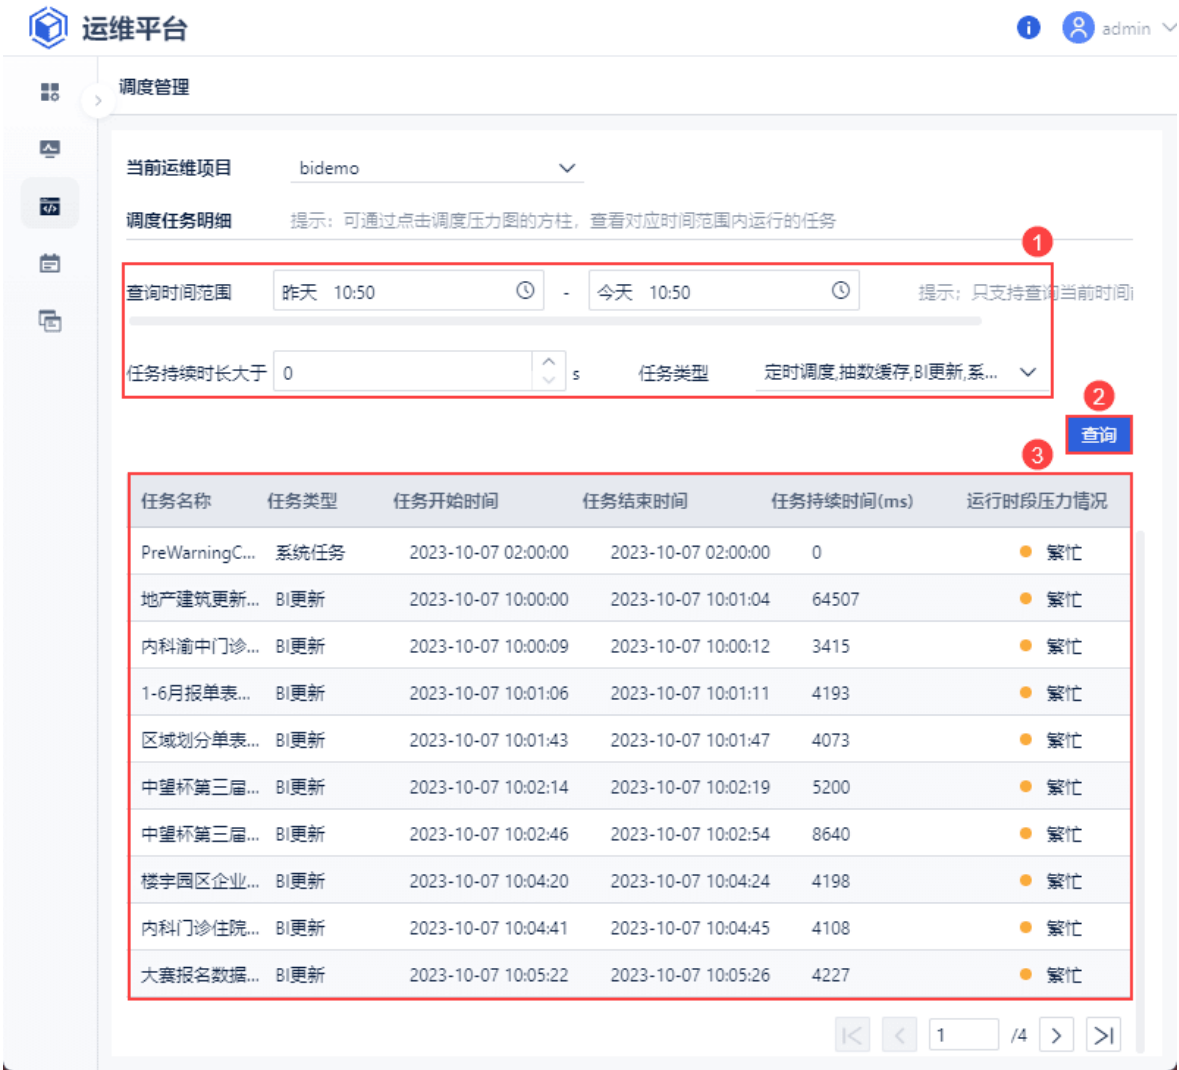 运维平台
admin
调度管理
当前运维项目 bidemo
调度任务明细 提示：可通过点击调度压力图的方柱，查看对应时间范围内运行的任务
1
查询时间范围 昨天 10:50 - 今天 10:50 提示：只支持查询当前时间
任务持续时长大于 0 s 任务类型 定时调度,抽数缓存,BI更新,系...
2
查询
3
任务名称 任务类型 任务开始时间 任务结束时间 任务持续时间(ms) 运行时段压力情况
PreWarningC... 系统任务 2023-10-07 02:00:00 2023-10-07 02:00:00 0 繁忙
地产建筑更新... BI更新 2023-10-07 10:00:00 2023-10-07 10:01:04 64507 繁忙
内科渝中门诊... BI更新 2023-10-07 10:00:09 2023-10-07 10:00:12 3415 繁忙
1-6月报单表... BI更新 2023-10-07 10:01:06 2023-10-07 10:01:11 4193 繁忙
区域划分单表... BI更新 2023-10-07 10:01:43 2023-10-07 10:01:47 4073 繁忙
中望杯第三届... BI更新 2023-10-07 10:02:14 2023-10-07 10:02:19 5200 繁忙
中望杯第三届... BI更新 2023-10-07 10:02:46 2023-10-07 10:02:54 8640 繁忙
楼宇园区企业... BI更新 2023-10-07 10:04:20 2023-10-07 10:04:24 4198 繁忙
内科门诊住院... BI更新 2023-10-07 10:04:41 2023-10-07 10:04:45 4108 繁忙
大赛报名数据... BI更新 2023-10-07 10:05:22 2023-10-07 10:05:26 4227 繁忙
1 /4